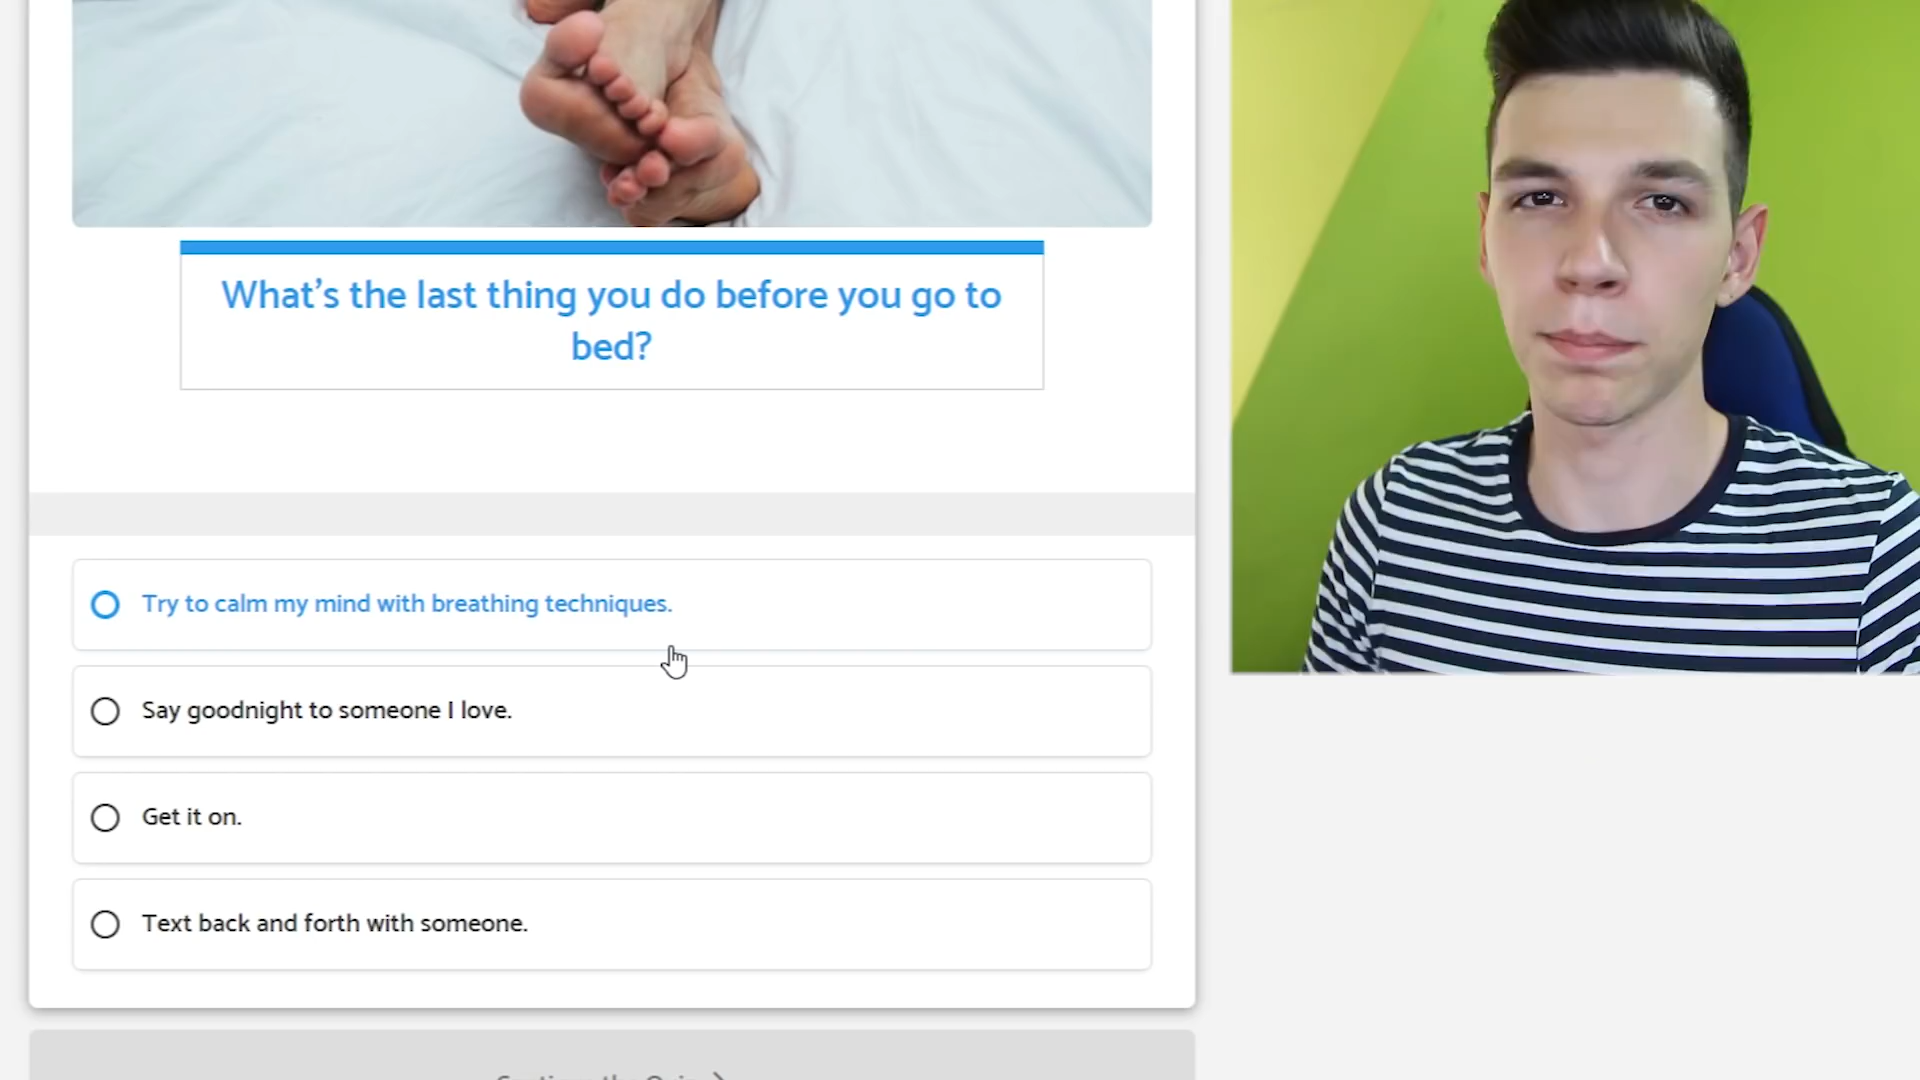 What's the last thing you do before you go to
bed?
Try to calm my mind with breathing techniques.
Say goodnight to someone I love.
Get it on.
Text back and forth with someone.